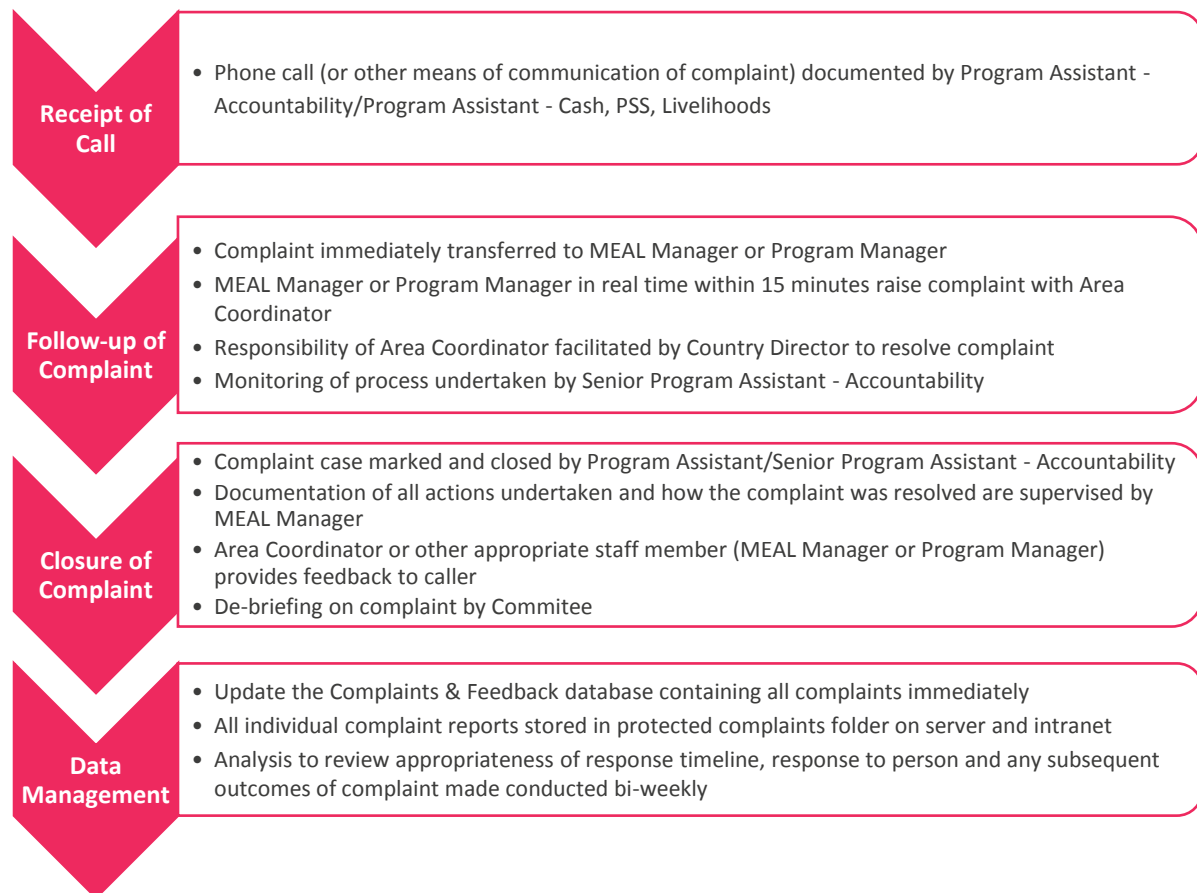 Receipt of
Call
• Phone call (or other means of communication of complaint) documented by Program Assistant -
Accountability/Program Assistant - Cash, PSS, Livelihoods
Follow-up of
Complaint
• Complaint immediately transferred to MEAL Manager or Program Manager
• MEAL Manager or Program Manager in real time within 15 minutes raise complaint with Area
Coordinator
• Responsibility of Area Coordinator facilitated by Country Director to resolve complaint
• Monitoring of process undertaken by Senior Program Assistant - Accountability
Closure of
Complaint
• Complaint case marked and closed by Program Assistant/Senior Program Assistant - Accountability
• Documentation of all actions undertaken and how the complaint was resolved are supervised by
MEAL Manager
• Area Coordinator or other appropriate staff member (MEAL Manager or Program Manager)
provides feedback to caller
• De-briefing on complaint by Commitee
Data
Management
• Update the Complaints & Feedback database containing all complaints immediately
• All individual complaint reports stored in protected complaints folder on server and intranet
• Analysis to review appropriateness of response timeline, response to person and any subsequent
outcomes of complaint made conducted bi-weekly